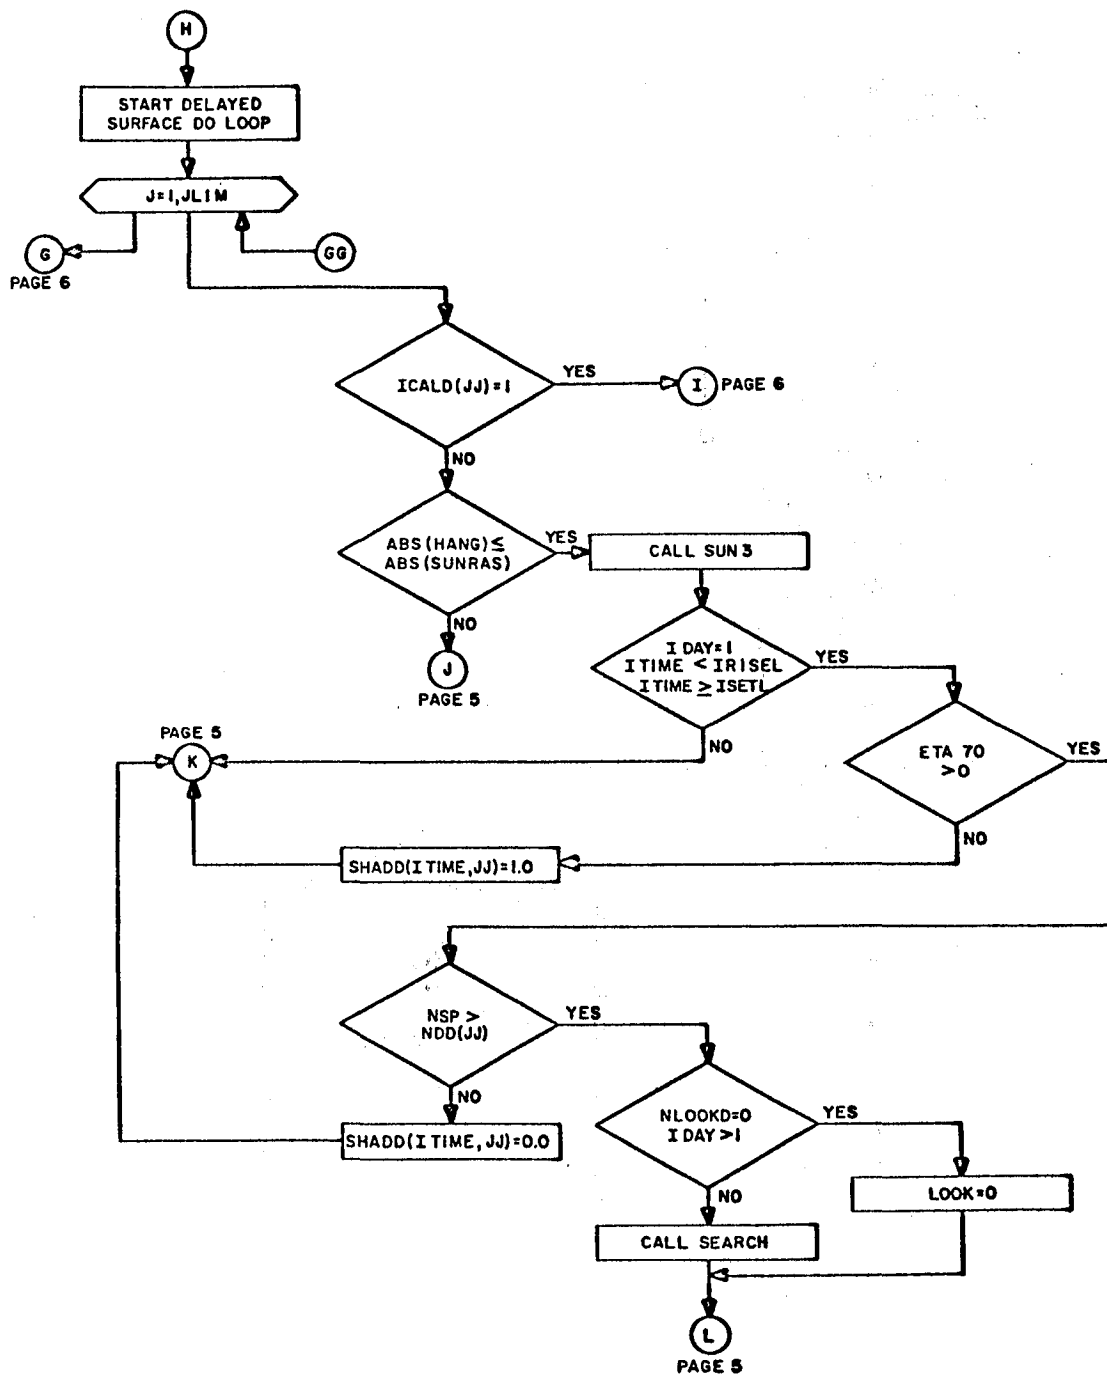 H
START DELAYED
SURFACE DO LOOP
J=1,JLIM
G
GG
PAGE 6
ICALD(JJ)=1
YES
I
PAGE 6
NO
ABS(HANG)≤
ABS(SUNRAS)
YES
CALL SUN3
NO
J
PAGE 5
IDAY=1
ITIME < IRISEL
ITIME ≥ ISETL
YES
NO
PAGE 5
K
ETA 70
>0
YES
NO
SHADD(ITIME,JJ)=1.0
NSP >
NDD(JJ)
YES
NO
SHADD(ITIME,JJ)=0.0
NLOOKD=0
IDAY>1
YES
NO
LOOK=0
CALL SEARCH
L
PAGE 5